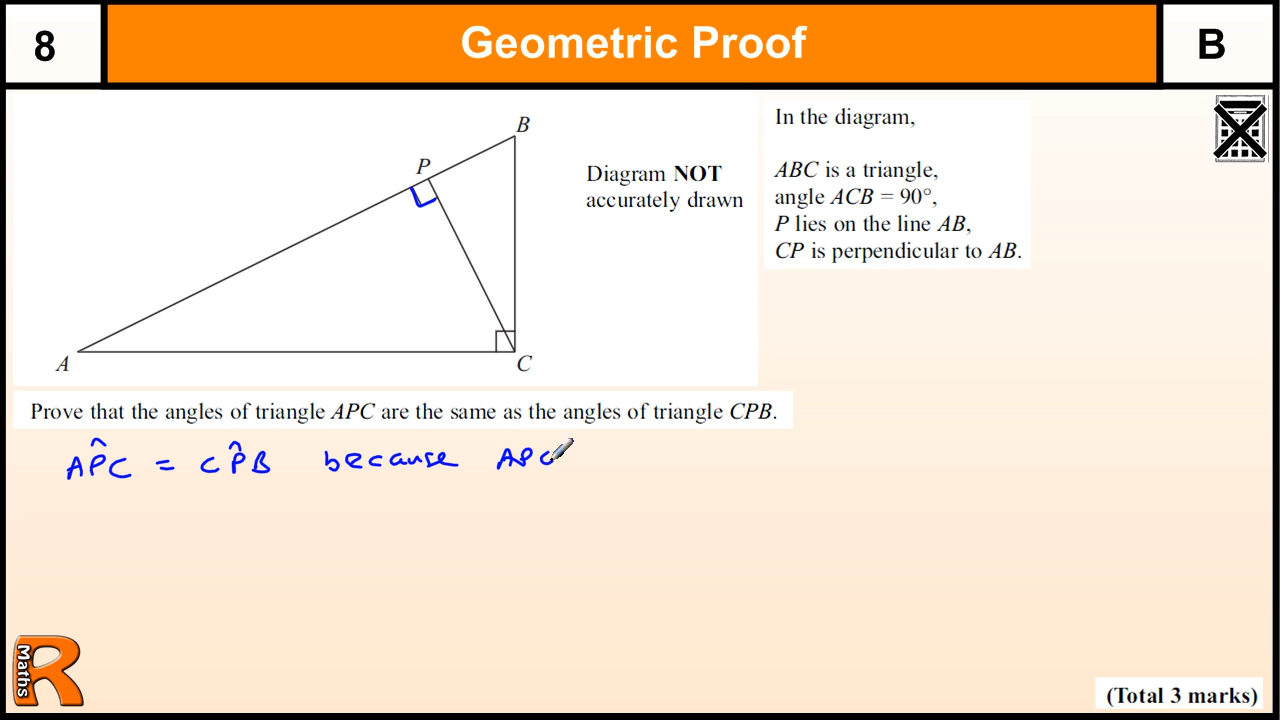 8
Geometric Proof
B
B
P
A
C
Diagram NOT
accurately drawn
In the diagram,
ABC is a triangle,
angle ACB = 90°,
P lies on the line AB,
CP is perpendicular to AB.
Prove that the angles of triangle APC are the same as the angles of triangle CPB.
AP̂C = CP̂B because APC
R
Maths
(Total 3 marks)